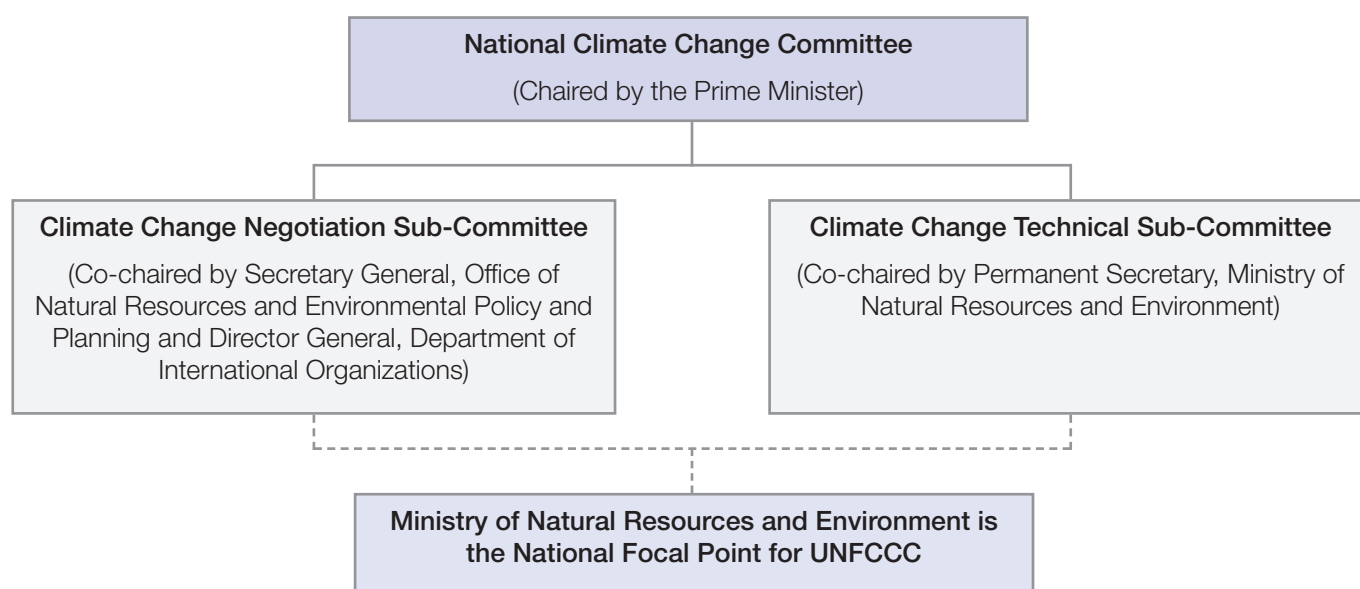 National Climate Change Committee
(Chaired by the Prime Minister)
Climate Change Negotiation Sub-Committee
(Co-chaired by Secretary General, Office of
Natural Resources and Environmental Policy and
Planning and Director General, Department of
International Organizations)
Climate Change Technical Sub-Committee
(Co-chaired by Permanent Secretary, Ministry of
Natural Resources and Environment)
Ministry of Natural Resources and Environment is
the National Focal Point for UNFCCC